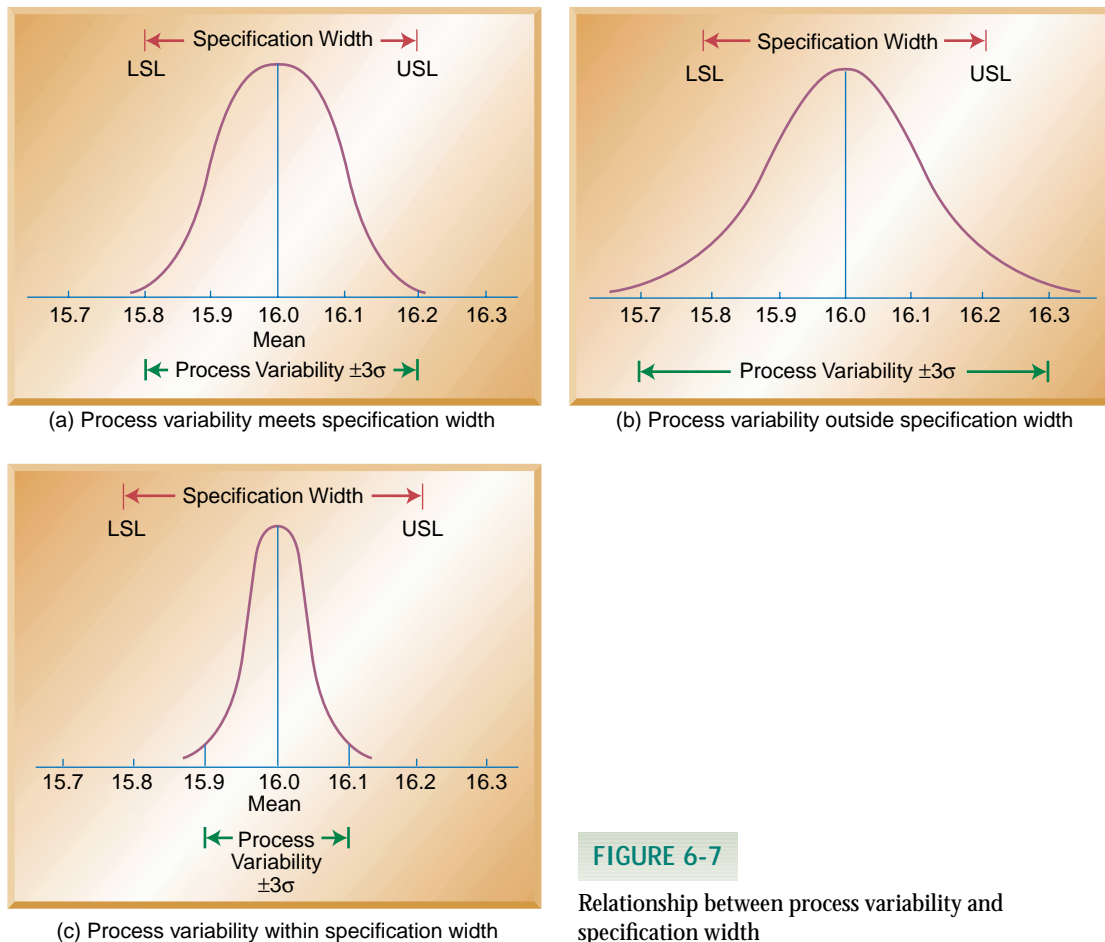 Specification Width
LSL USL
15.7 15.8 15.9 16.0 16.1 16.2 16.3
Mean
Process Variability ±3σ
(a) Process variability meets specification width
Specification Width
LSL USL
15.7 15.8 15.9 16.0 16.1 16.2 16.3
Process Variability ±3σ
(b) Process variability outside specification width
Specification Width
LSL USL
15.7 15.8 15.9 16.0 16.1 16.2 16.3
Mean
Process
Variability
±3σ
(c) Process variability within specification width
FIGURE 6-7
Relationship between process variability and
specification width